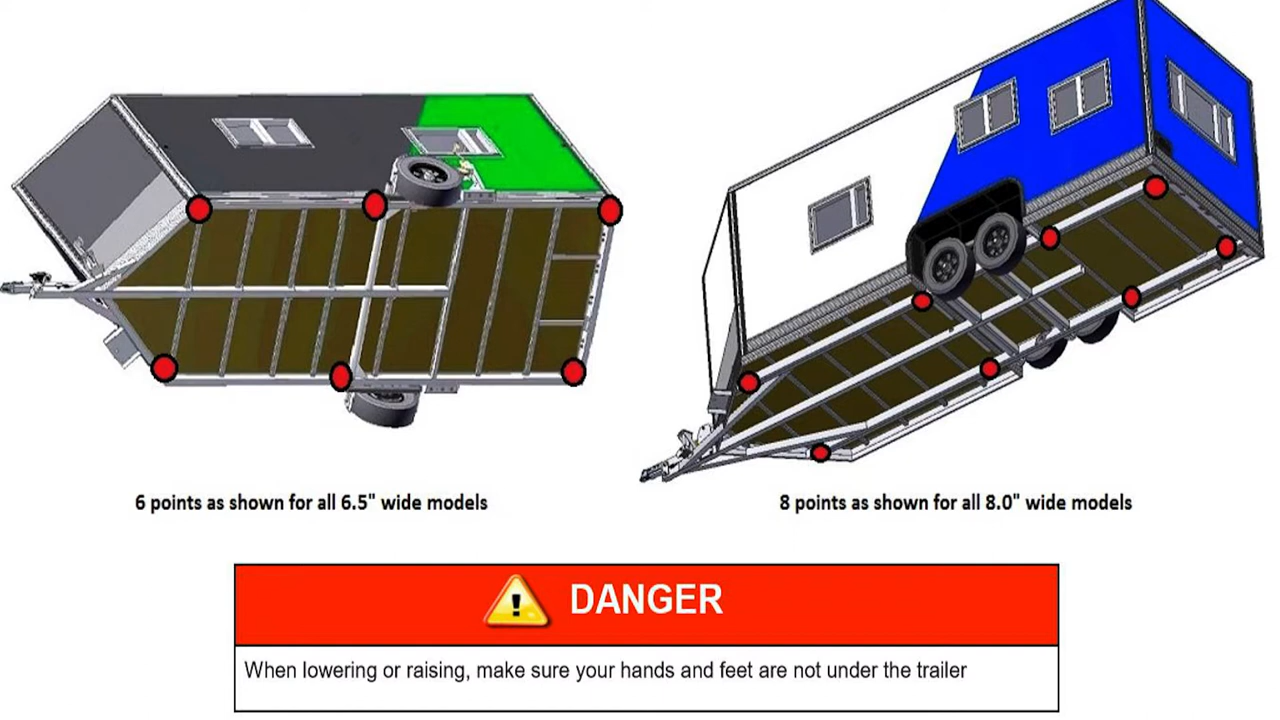 6 points as shown for all 6.5" wide models
8 points as shown for all 8.0" wide models
DANGER
When lowering or raising, make sure your hands and feet are not under the trailer